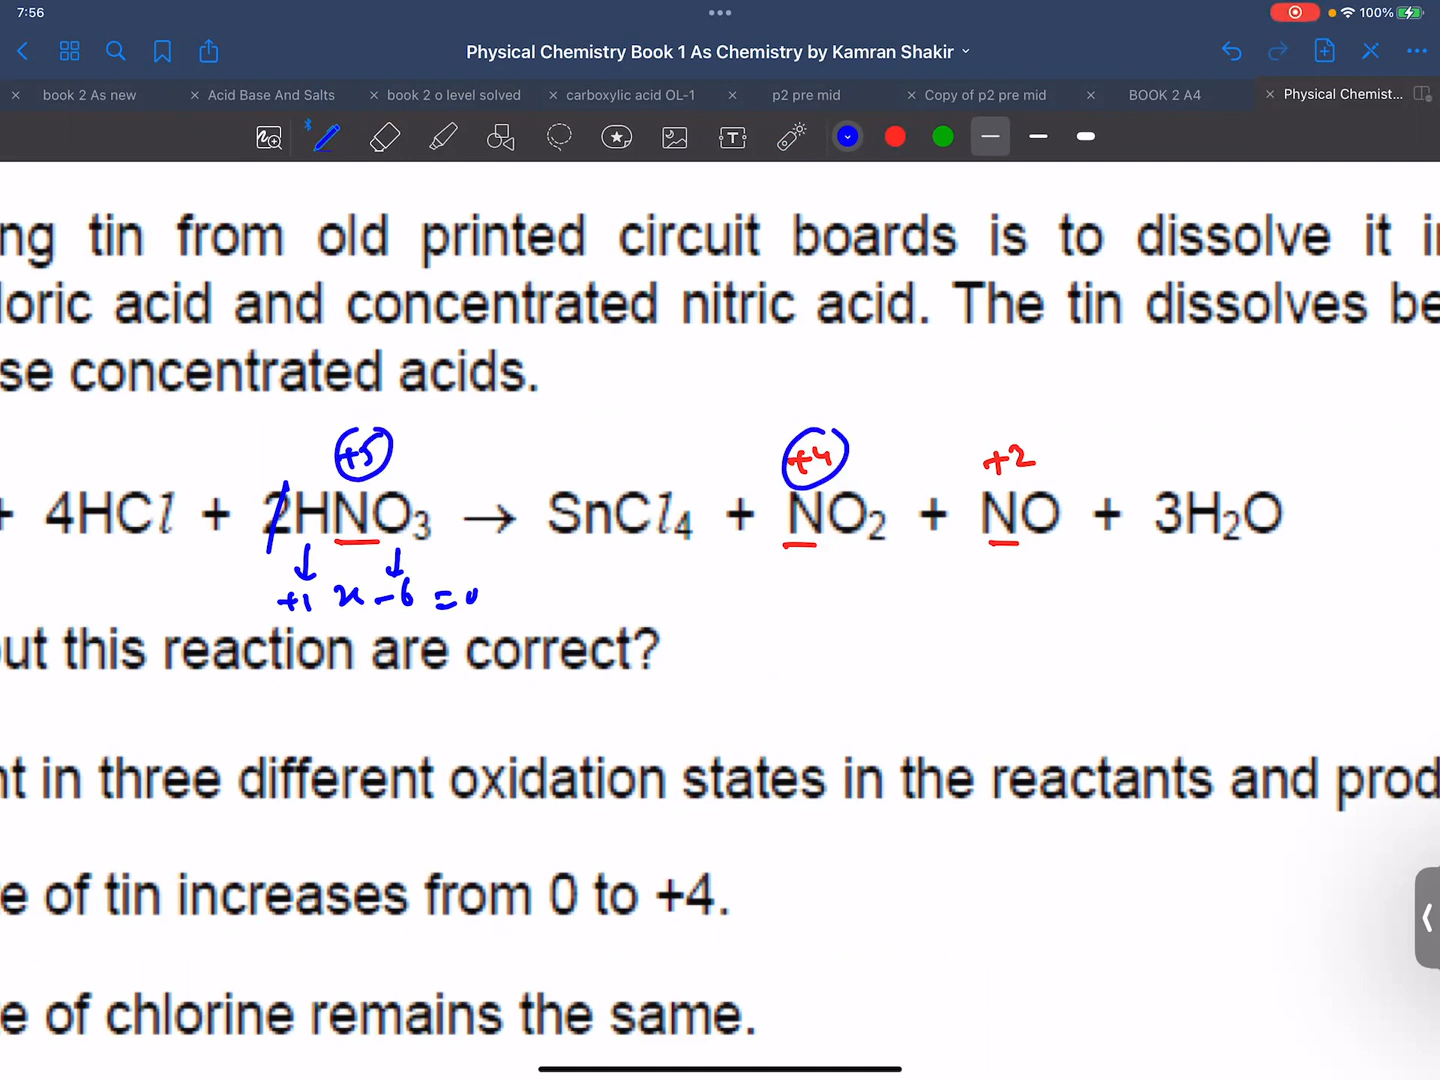 7:56
100%
Physical Chemistry Book 1 As Chemistry by Kamran Shakir
book 2 As new
Acid Base And Salts
book 2 o level solved
carboxylic acid OL-1
p2 pre mid
Copy of p2 pre mid
BOOK 2 A4
Physical Chemist...
ng tin from old printed circuit boards is to dissolve it in
loric acid and concentrated nitric acid. The tin dissolves be
se concentrated acids.
+5 +4 +2
+ 4HCl + 2HNO₃ → SnCl₄ + NO₂ + NO + 3H₂O
+1 x -6 = 0
out this reaction are correct?
nt in three different oxidation states in the reactants and prod
e of tin increases from 0 to +4.
e of chlorine remains the same.